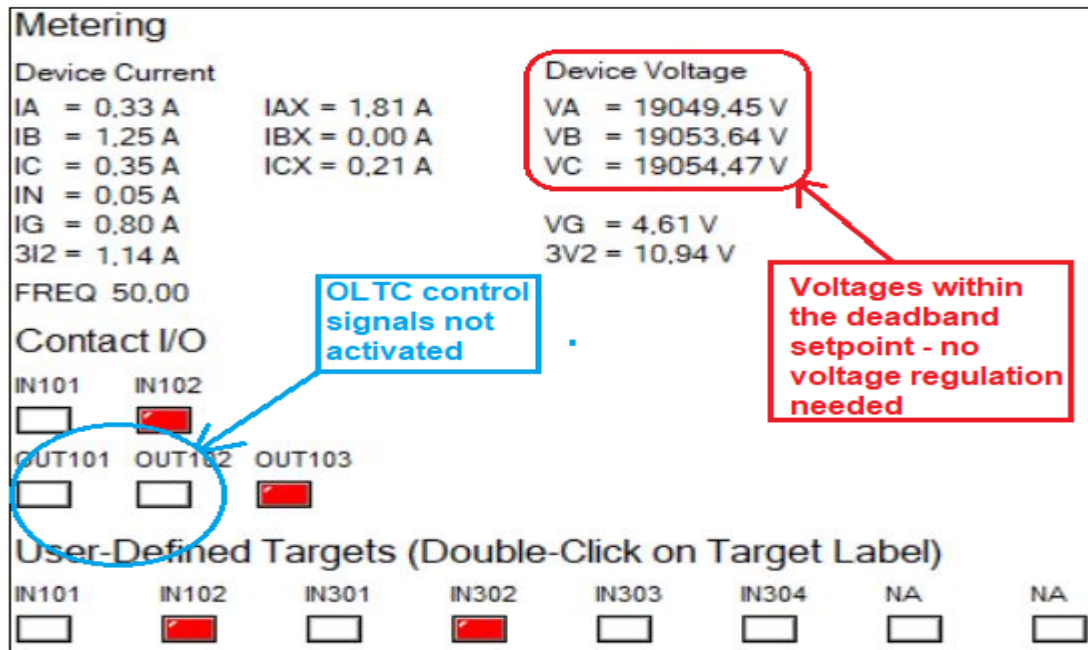 Metering
Device Current
Device Voltage
IA = 0,33 A IAX = 1,81 A VA = 19049,45 V
IB = 1,25 A IBX = 0,00 A VB = 19053,64 V
IC = 0,35 A ICX = 0,21 A VC = 19054,47 V
IN = 0,05 A
IG = 0,80 A VG = 4,61 V
3I2 = 1,14 A 3V2 = 10,94 V
FREQ 50,00
OLTC control
signals not
activated
Voltages within
the deadband
setpoint - no
voltage regulation
needed
Contact I/O
IN101 IN102
OUT101 OUT102 OUT103
User-Defined Targets (Double-Click on Target Label)
IN101 IN102 IN301 IN302 IN303 IN304 NA NA